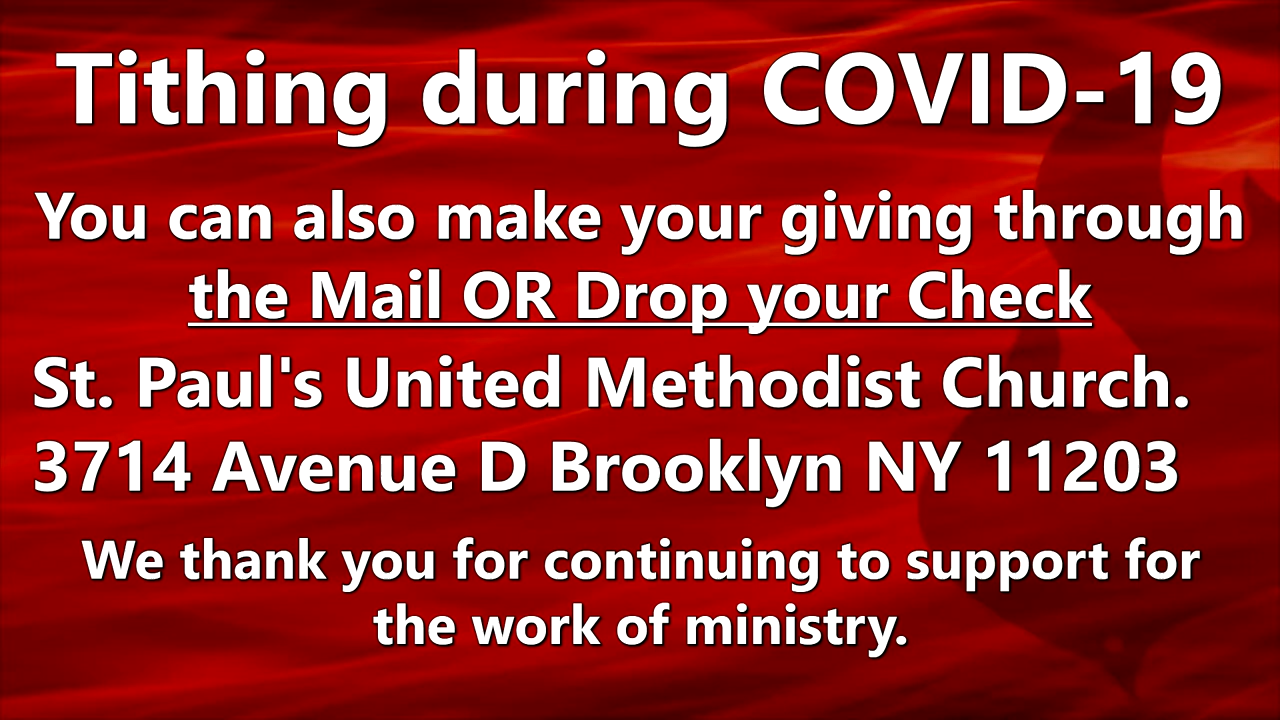 Tithing during COVID-19
You can also make your giving through
the Mail OR Drop your Check
St. Paul's United Methodist Church.
3714 Avenue D Brooklyn NY 11203
We thank you for continuing to support for
the work of ministry.